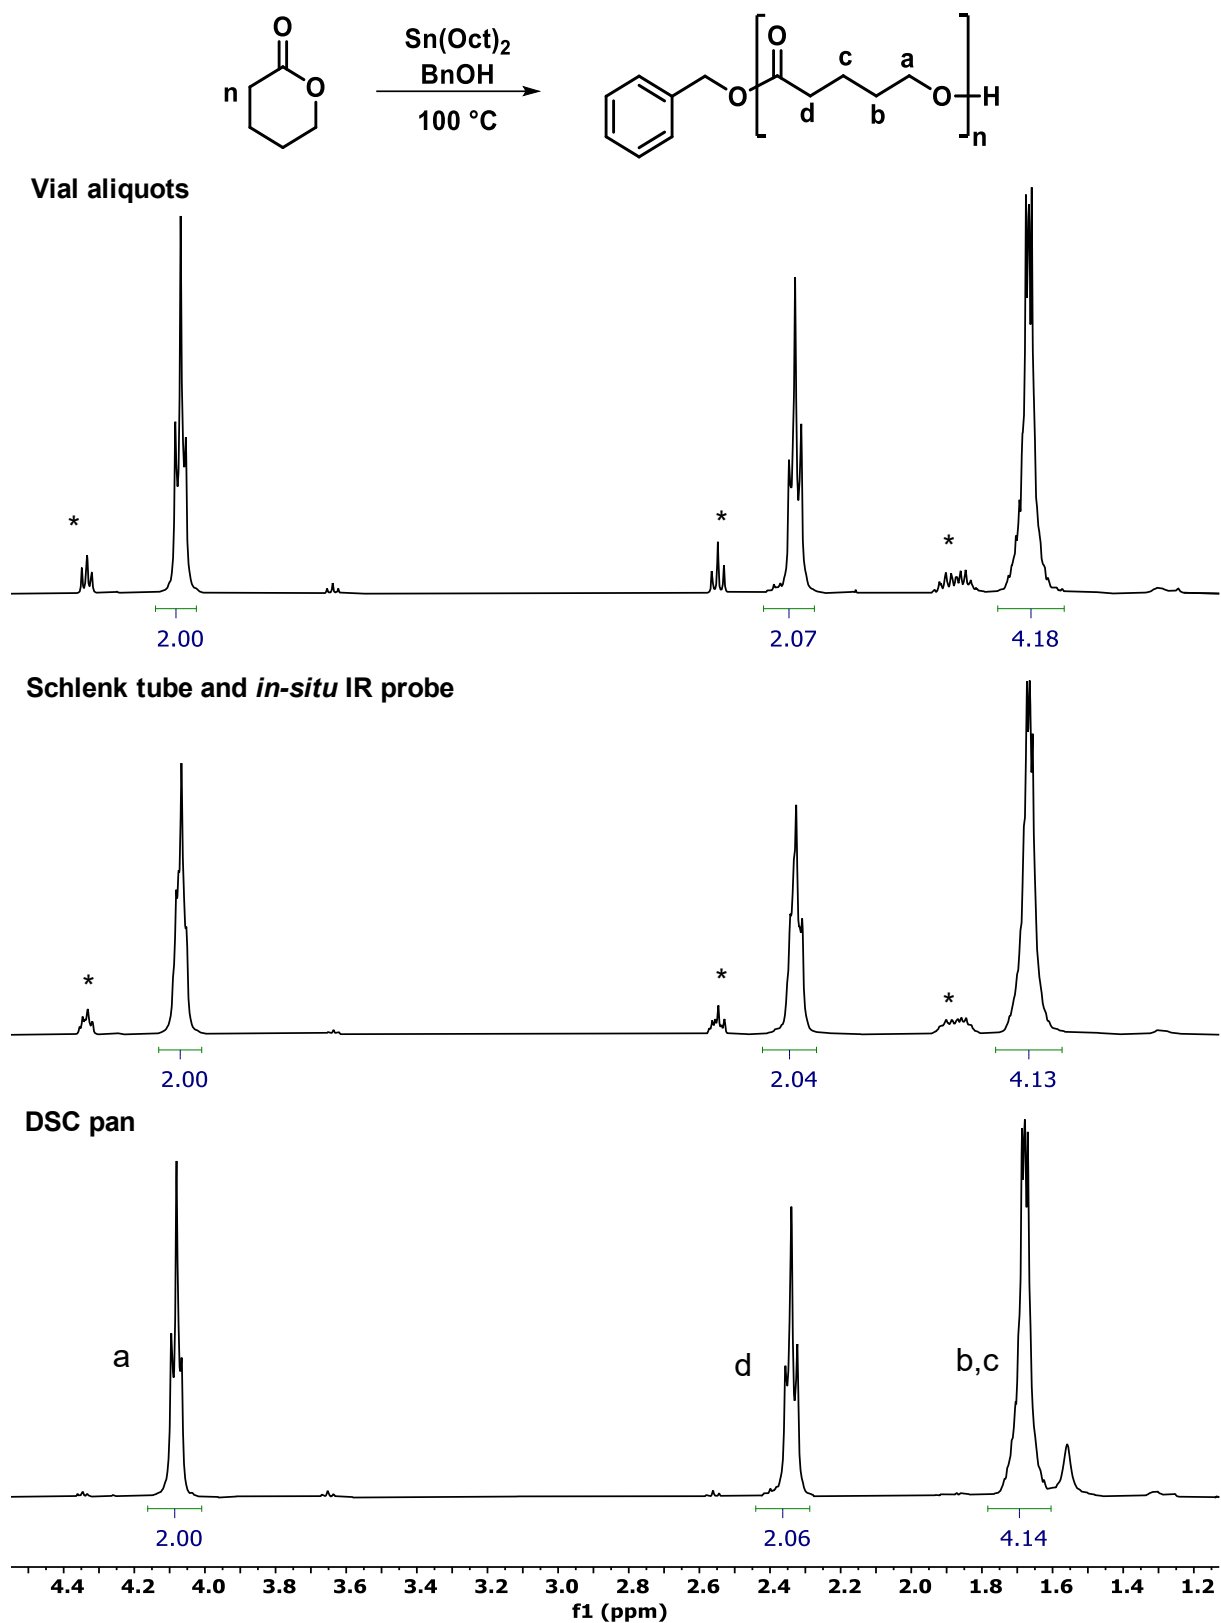 O
n
O
Sn(Oct)2
BnOH
100 °C
O
O
d
c
b
a
O
H
n
Vial aliquots
*
*
*
2.00
2.07
4.18
Schlenk tube and in-situ IR probe
*
*
*
2.00
2.04
4.13
DSC pan
a
d
b,c
2.00
2.06
4.14
4.4 4.2 4.0 3.8 3.6 3.4 3.2 3.0 2.8 2.6 2.4 2.2 2.0 1.8 1.6 1.4 1.2
f1 (ppm)